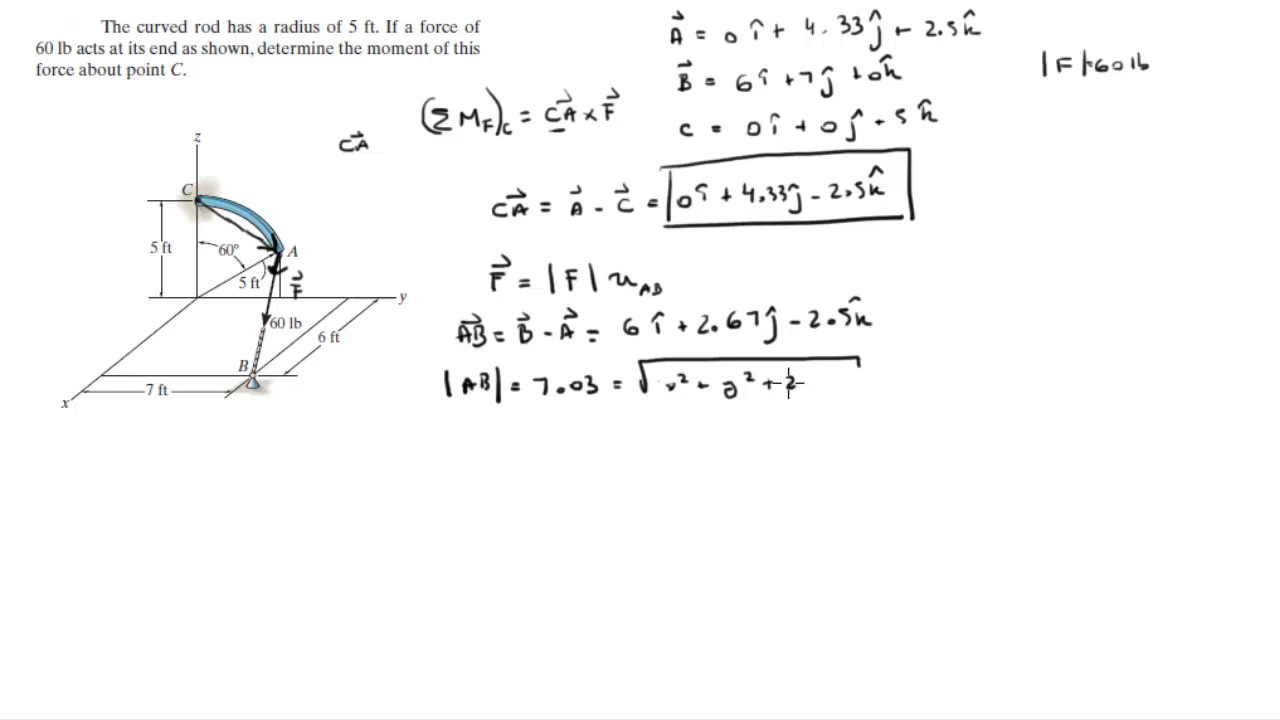 The curved rod has a radius of 5 ft. If a force of
60 lb acts at its end as shown, determine the moment of this
force about point C.
A⃗ = 0 î + 4.33 ĵ + 2.5 k̂
|F| = 60 lb
B⃗ = 6 î + 7 ĵ + 0 k̂
(Σ M_F)_C = CA⃗ × F⃗
C = 0 î + 0 ĵ + 5 k̂
CA⃗
CA⃗ = A⃗ - C⃗ = 0 î + 4.33 ĵ - 2.5 k̂
F⃗ = |F| u_AB
AB⃗ = B⃗ - A⃗ = 6 î + 2.67 ĵ - 2.5 k̂
|AB| = 7.03 = √x² + y² + z
z
C
5 ft
60°
A
5 ft
F⃗
y
60 lb
6 ft
B
7 ft
x